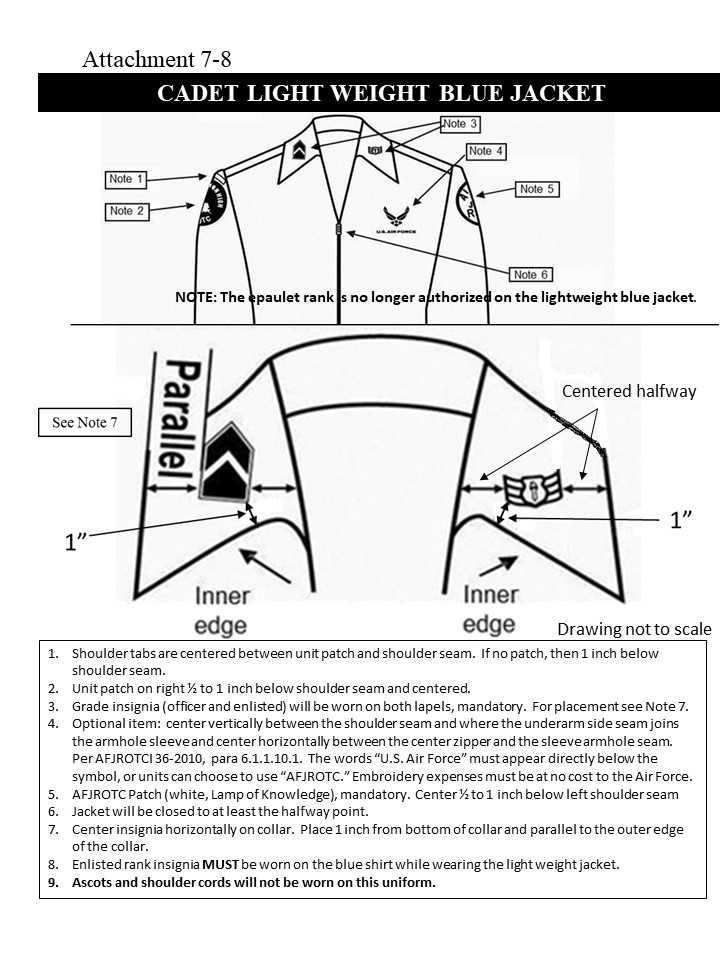 Attachment 7-8
CADET LIGHT WEIGHT BLUE JACKET
Note 3
Note 4
Note 1
Note 5
Note 2
U.S. AIR FORCE
Note 6
NOTE: The epaulet rank is no longer authorized on the lightweight blue jacket.
Parallel
Centered halfway
See Note 7
1”
1”
Inner
edge
Inner
edge
Drawing not to scale
1. Shoulder tabs are centered between unit patch and shoulder seam. If no patch, then 1 inch below
shoulder seam.
2. Unit patch on right ½ to 1 inch below shoulder seam and centered.
3. Grade insignia (officer and enlisted) will be worn on both lapels, mandatory. For placement see Note 7.
4. Optional item: center vertically between the shoulder seam and where the underarm side seam joins
the armhole sleeve and center horizontally between the center zipper and the sleeve armhole seam.
Per AFJROTCI 36-2010, para 6.1.1.10.1. The words “U.S. Air Force” must appear directly below the
symbol, or units can choose to use “AFJROTC.” Embroidery expenses must be at no cost to the Air Force.
5. AFJROTC Patch (white, Lamp of Knowledge), mandatory. Center ½ to 1 inch below left shoulder seam
6. Jacket will be closed to at least the halfway point.
7. Center insignia horizontally on collar. Place 1 inch from bottom of collar and parallel to the outer edge
of the collar.
8. Enlisted rank insignia MUST be worn on the blue shirt while wearing the light weight jacket.
9. Ascots and shoulder cords will not be worn on this uniform.